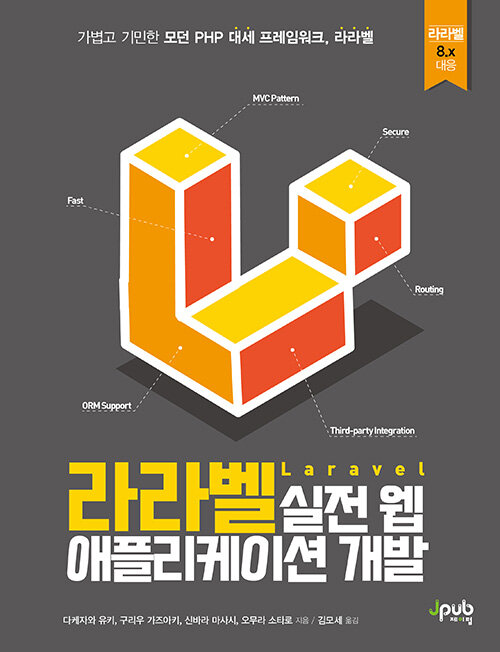 가볍고 기민한 모던 PHP 대세 프레임워크, 라라벨
라라벨
8.x
대응
MVC Pattern
Secure
Fast
Routing
ORM Support
Third-party Integration
Laravel
라라벨 실전 웹
애플리케이션 개발
다케자와 유키, 구리우 가즈아키, 신바라 마사시, 오무라 소타로 지음 / 김모세 옮김
Jpub
제이펍